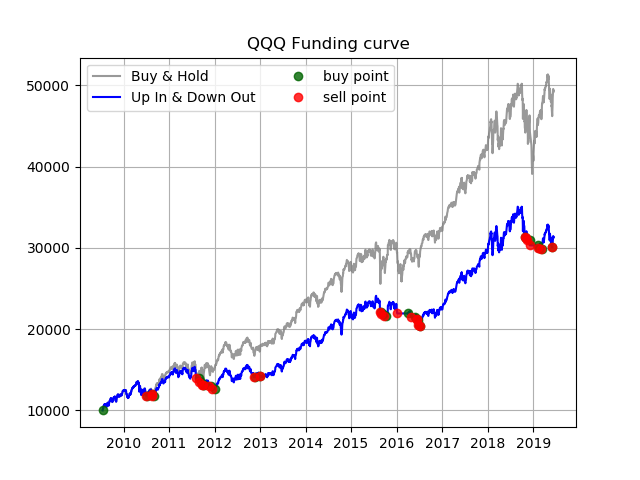 QQQ Funding curve
Buy & Hold
Up In & Down Out
buy point
sell point
50000
40000
30000
20000
10000
2010 2011 2012 2013 2014 2015 2016 2017 2018 2019